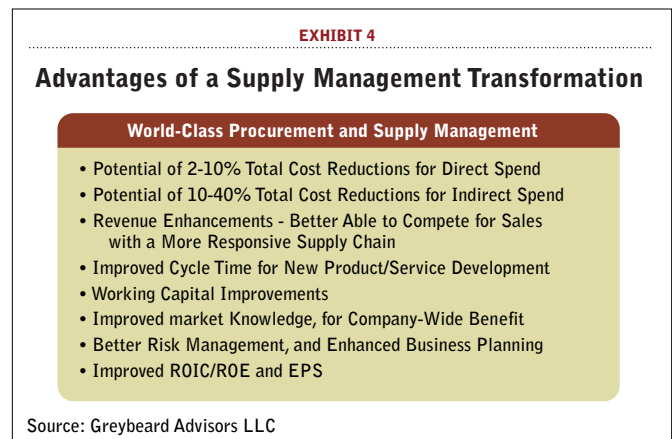 EXHIBIT 4
Advantages of a Supply Management Transformation
World-Class Procurement and Supply Management
• Potential of 2-10% Total Cost Reductions for Direct Spend
• Potential of 10-40% Total Cost Reductions for Indirect Spend
• Revenue Enhancements - Better Able to Compete for Sales
with a More Responsive Supply Chain
• Improved Cycle Time for New Product/Service Development
• Working Capital Improvements
• Improved market Knowledge, for Company-Wide Benefit
• Better Risk Management, and Enhanced Business Planning
• Improved ROIC/ROE and EPS
Source: Greybeard Advisors LLC